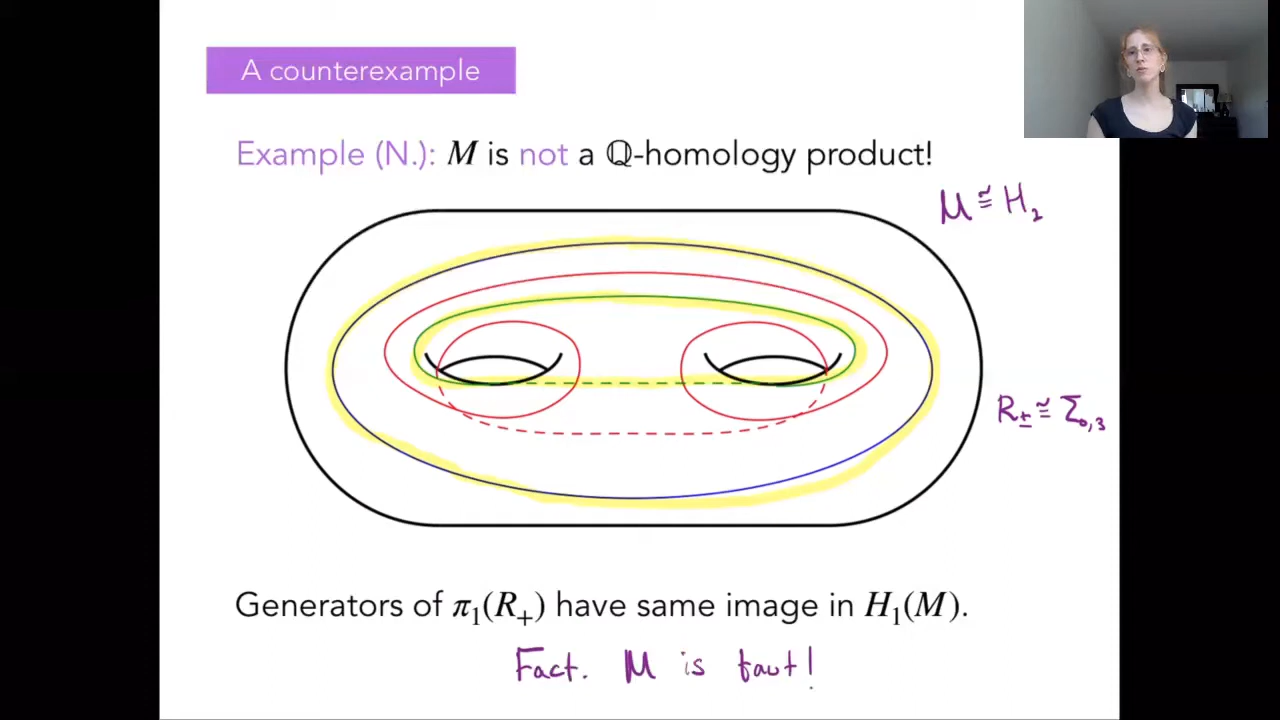 A counterexample
Example (N.): M is not a ℚ-homology product!
M ≅ H₂
R± ≅ Σ₀,₃
Generators of π₁(R₊) have same image in H₁(M).
Fact. M is taut!